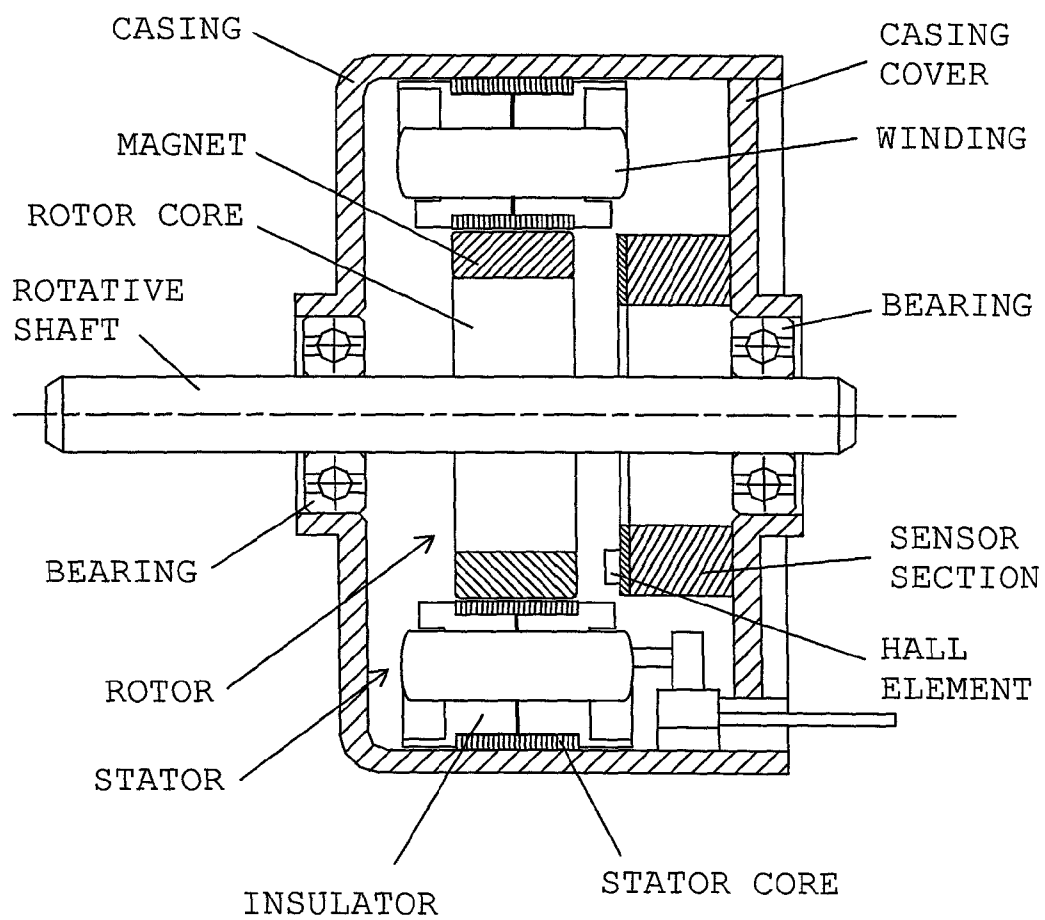 CASING
CASING
COVER
MAGNET
WINDING
ROTOR CORE
ROTATIVE
SHAFT
BEARING
BEARING
SENSOR
SECTION
HALL
ELEMENT
ROTOR
STATOR
INSULATOR
STATOR CORE